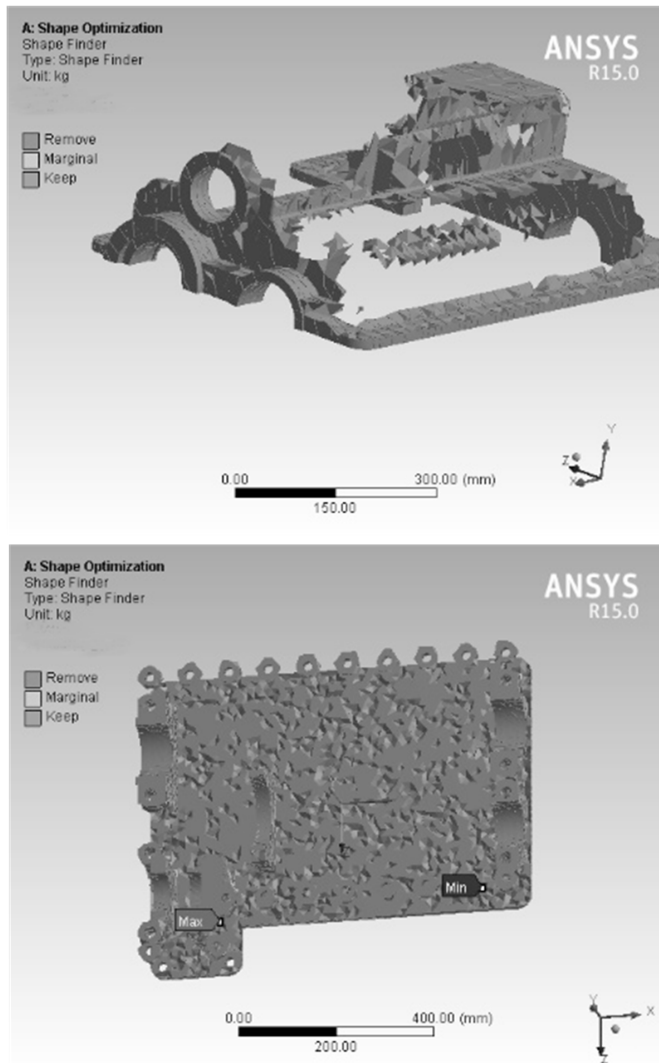 A: Shape Optimization
Shape Finder
Type: Shape Finder
Unit: kg
ANSYS
R15.0
Remove
Marginal
Keep
Y
Z
X
0.00 300.00 (mm)
150.00
A: Shape Optimization
Shape Finder
Type: Shape Finder
Unit: kg
ANSYS
R15.0
Remove
Marginal
Keep
Min
Max
0.00 400.00 (mm)
200.00
Y
X
Z